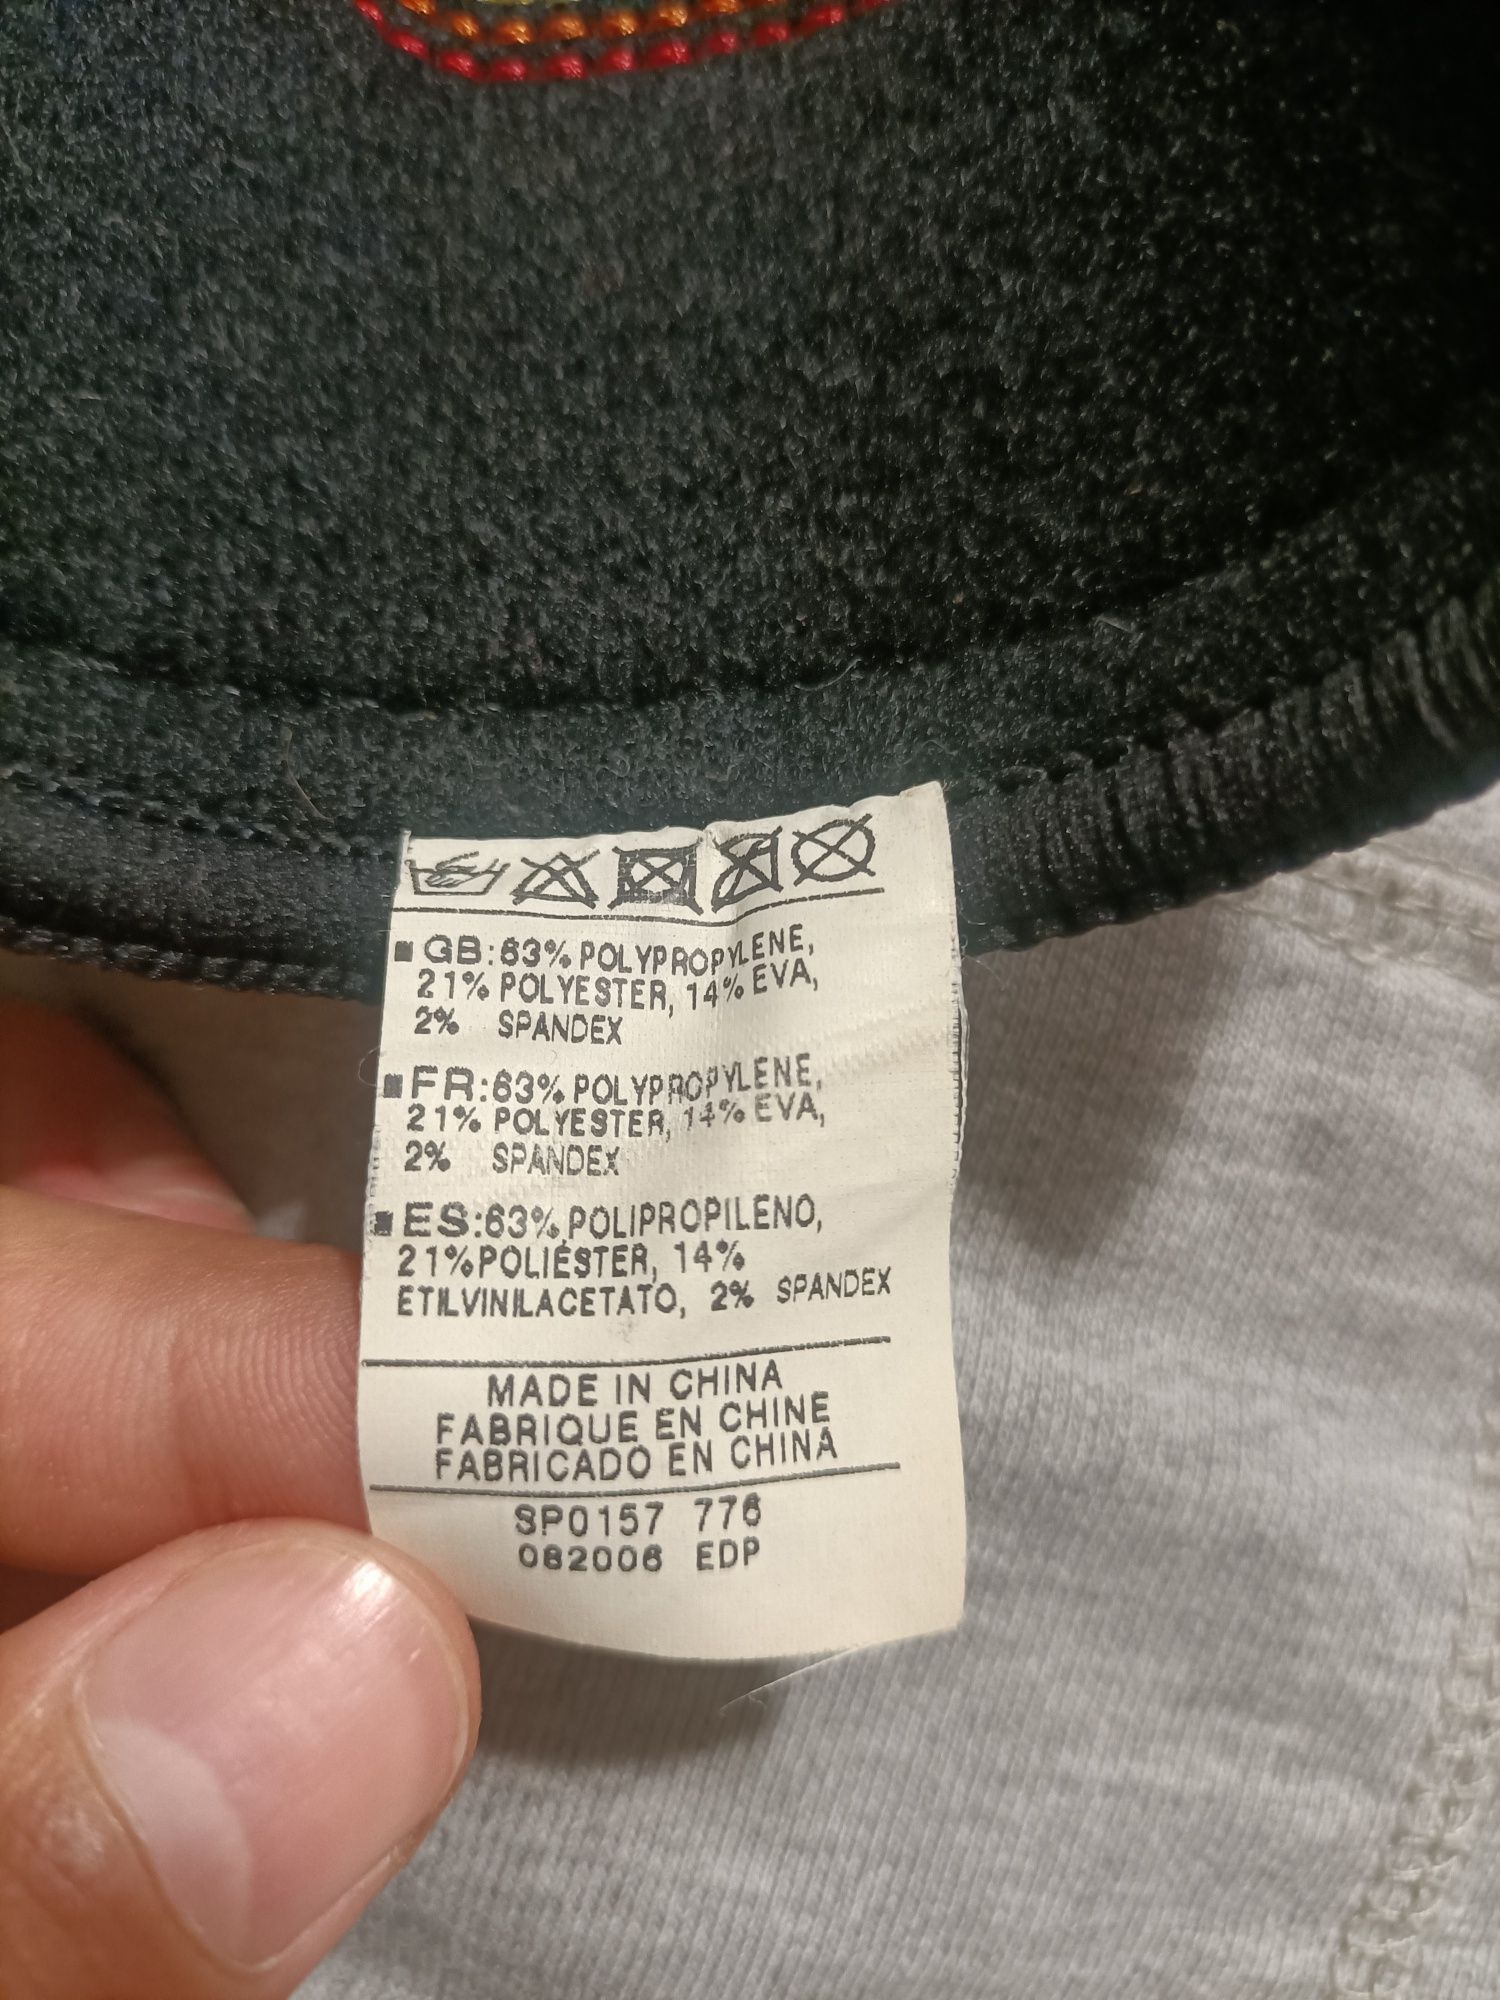 GB:63% POLYPROPYLENE,
21% POLYESTER, 14% EVA,
2% SPANDEX
FR:63% POLYPROPYLENE,
21% POLYESTER, 14% EVA,
2% SPANDEX
ES:63% POLIPROPILENO,
21% POLIÉSTER, 14%
ETILVINILACETATO, 2% SPANDEX
MADE IN CHINA
FABRIQUE EN CHINE
FABRICADO EN CHINA
SP0157 776
082006 EDP